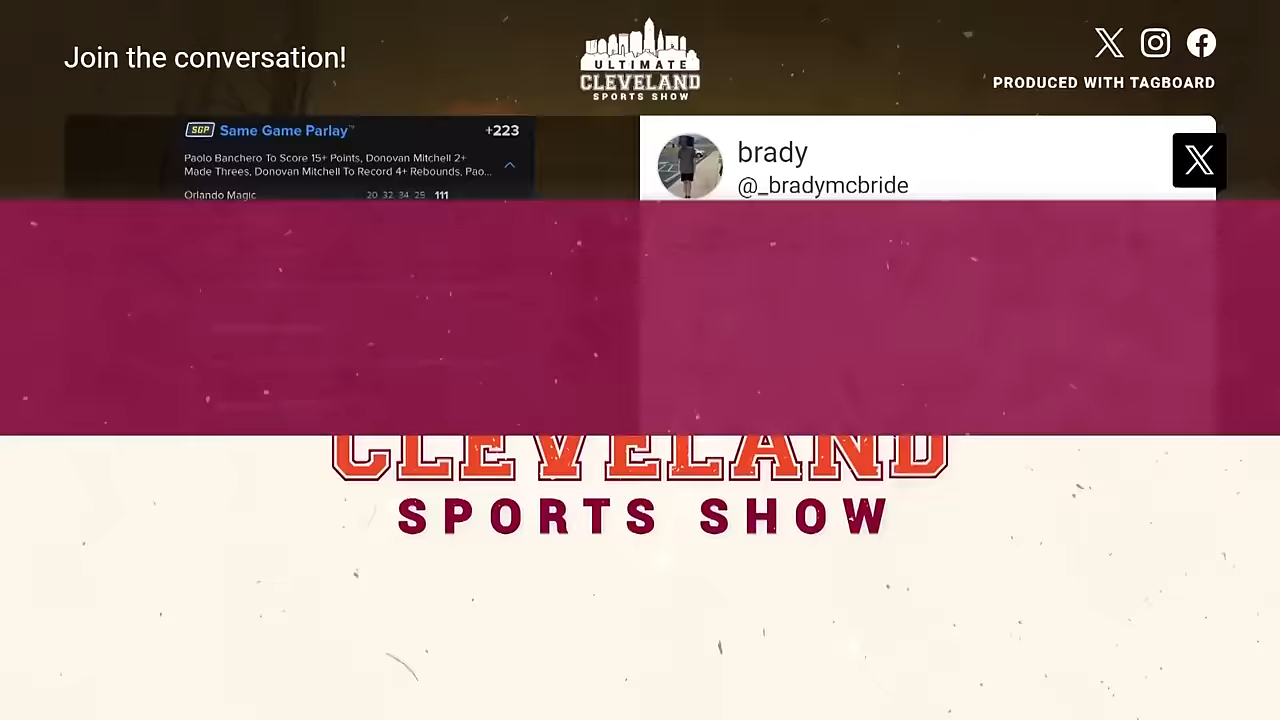 Join the conversation!
ULTIMATE
CLEVELAND
SPORTS SHOW
PRODUCED WITH TAGBOARD
SGP Same Game Parlay™ +223
Paolo Banchero To Score 15+ Points, Donovan Mitchell 2+
Made Threes, Donovan Mitchell To Record 4+ Rebounds, Pao...
Orlando Magic 20 32 34 25 111
brady
@_bradymcbride
CLEVELAND
SPORTS SHOW